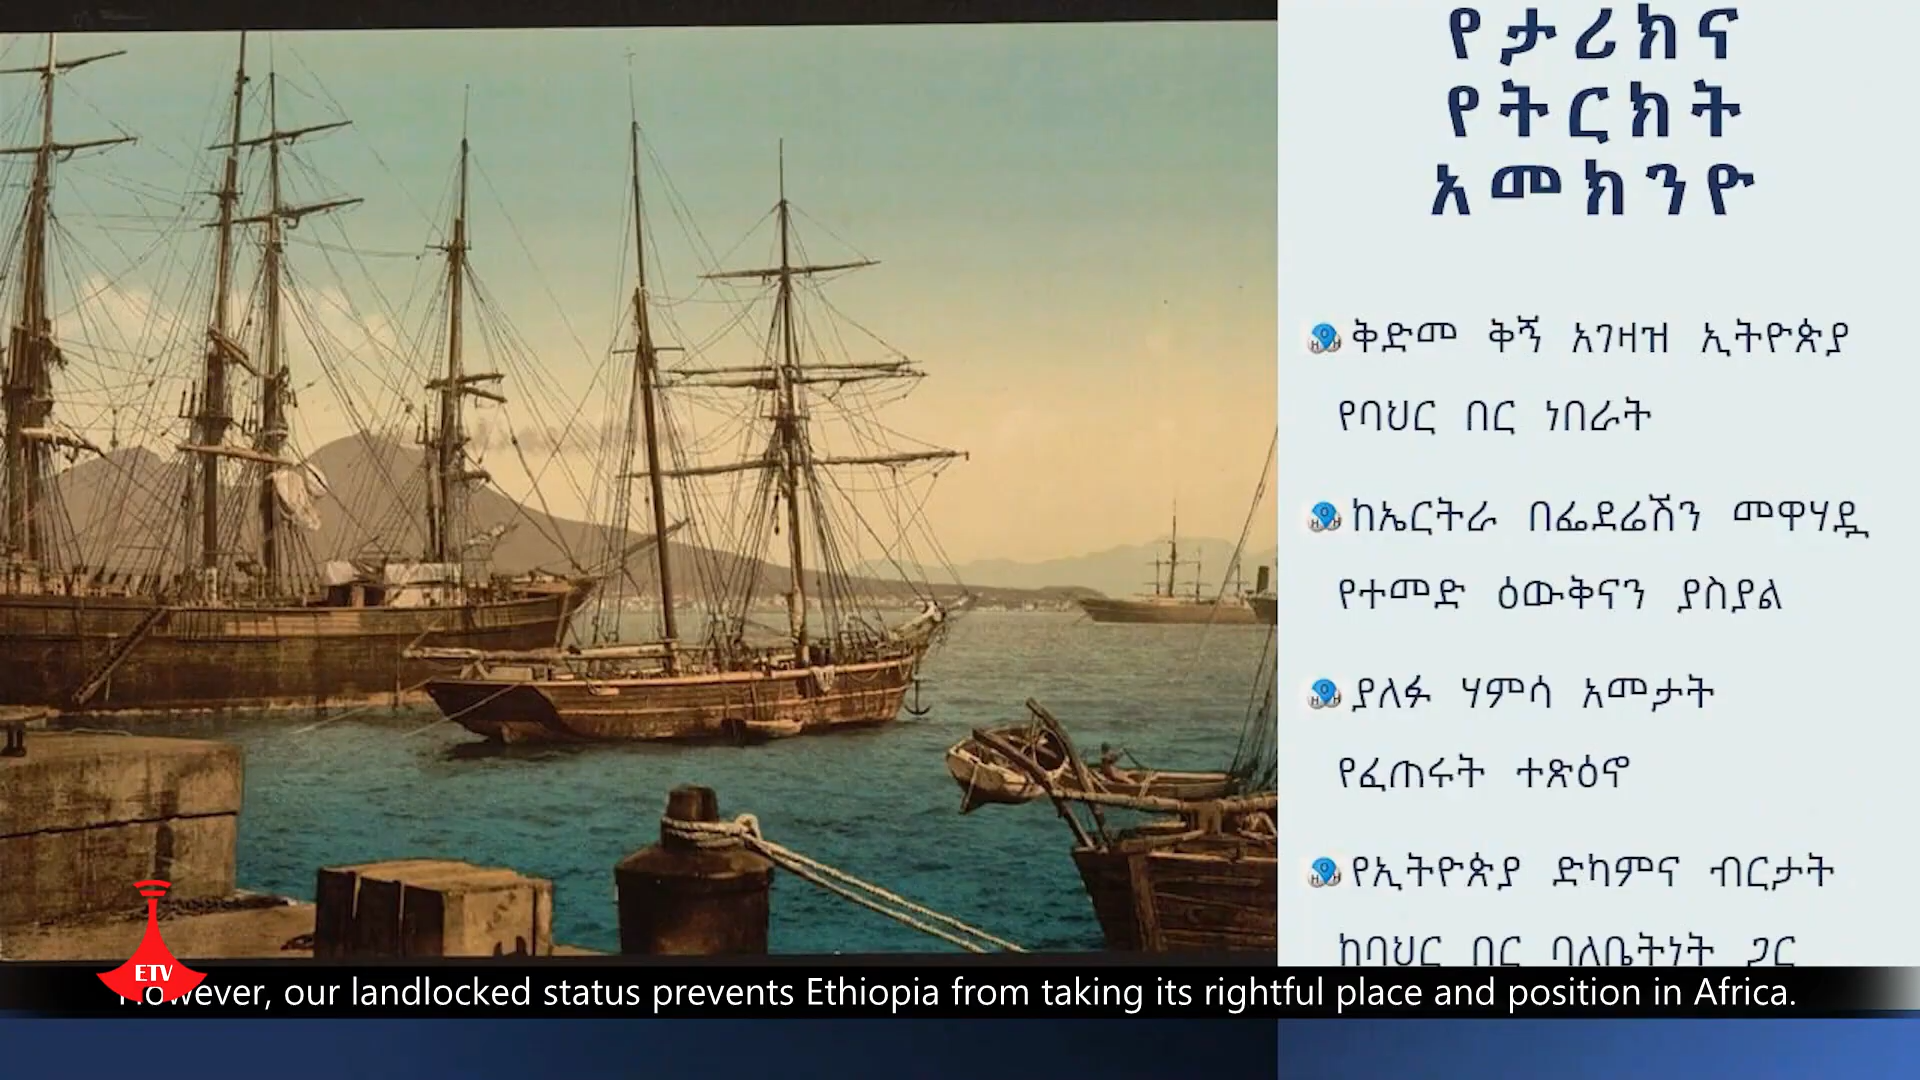 የታሪክና
የትርክት
አመክንዮ
ቅድመ ቅኝ አገዛዝ ኢትዮጵያ
የባህር በር ነበራት
ከኤርትራ በፌደሬሽን መዋሃዷ
የተመድ ዕውቅናን ያስያል
ያለፉ ሃምሳ አመታት
የፈጠሩት ተጽዕኖ
የኢትዮጵያ ድካምና ብርታት
ከባህር በር ባለቤትነት ጋር
ETV
However, our landlocked status prevents Ethiopia from taking its rightful place and position in Africa.